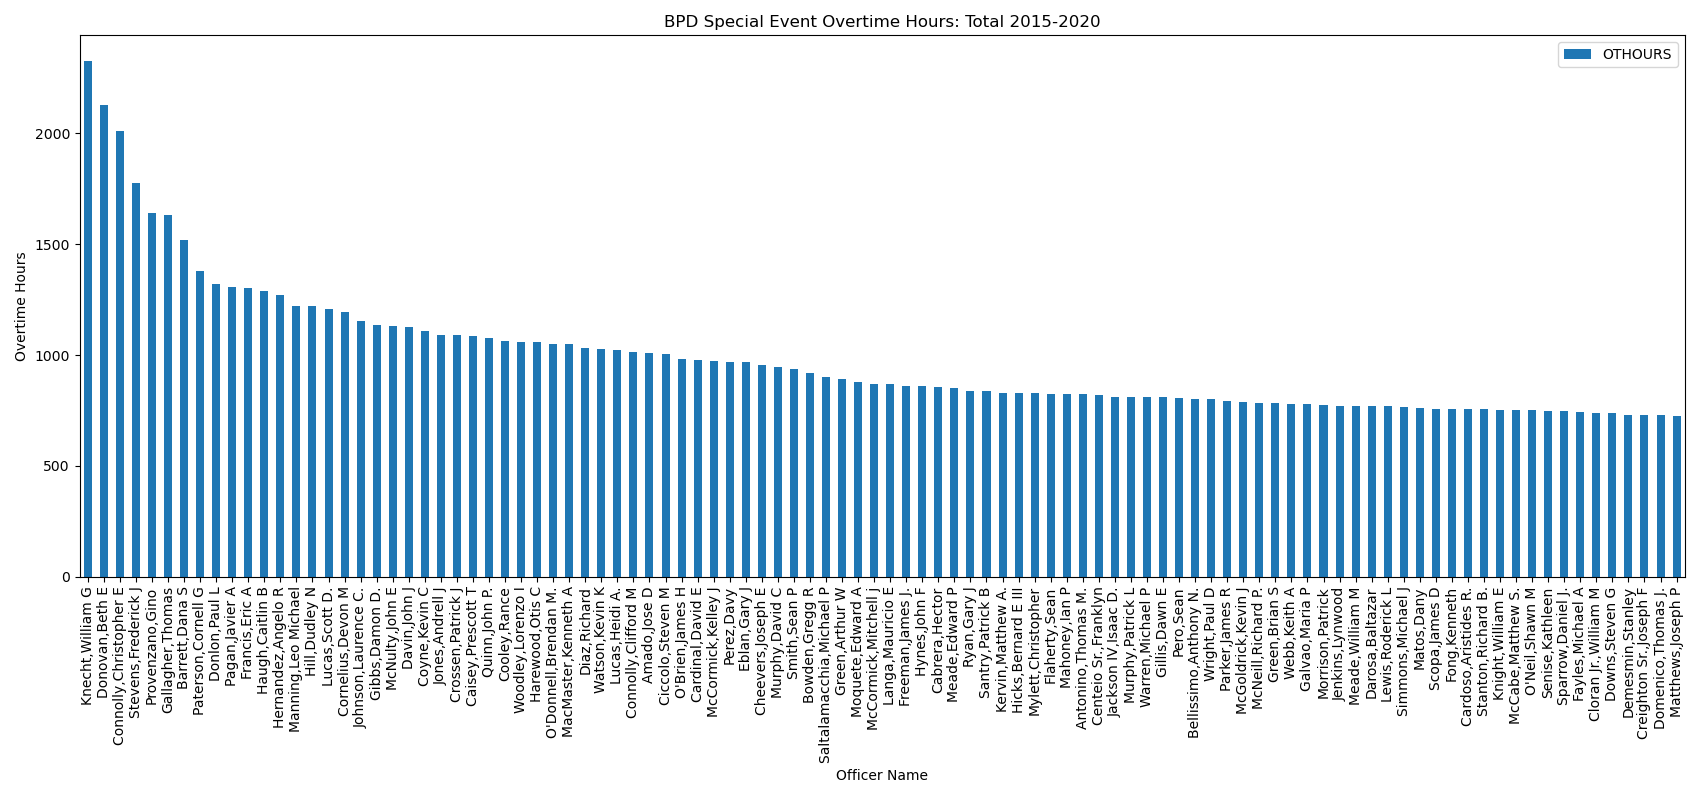 BPD Special Event Overtime Hours: Total 2015-2020
OTHOURS
Overtime Hours
2000
1500
1000
500
0
Knecht,William G
Donovan,Beth E
Connolly,Christopher E
Stevens,Frederick J
Provenzano,Gino
Gallagher,Thomas
Barrett,Dana S
Paterson,Cornell G
Donlon,Paul L
Pagan,Javier A
Francis,Eric A
Haugh,Caitlin B
Hernandez,Angelo R
Manning,Leo Michael
Hill,Dudley N
Lucas,Scott D.
Cornelius,Devon M
Johnson,Laurence C.
Gibbs,Damon D.
McNulty,John E
Davin,John J
Coyne,Kevin C
Jones,Andrell J
Crossen,Patrick J
Caisey,Prescott T
Quinn,John P.
Cooley,Rance
Woodley,Lorenzo I
Harewood,Otis C
O'Donnell,Brendan M.
MacMaster,Kenneth A
Diaz,Richard
Watson,Kevin K
Lucas,Heidi A.
Connolly,Clifford M
Amado,Jose D
Ciccolo,Steven M
O'Brien,James H
Cardinal,David E
McCormick,Kelley J
Perez,Davy
Eblan,Gary J
Cheevers,Joseph E
Murphy,David C
Smith,Sean P
Bowden,Gregg R
Saltalamacchia,Michael P
Green,Arthur W
Moquete,Edward A
McCormick,Mitchelli J
Langa,Mauricio E
Freeman,James J.
Hynes,John F
Cabrera,Hector
Meade,Edward P
Ryan,Gary J
Santry,Patrick B
Kervin,Matthew A.
Hicks,Bernard E III
Mylett,Christopher
Flaherty,Sean
Mahoney,Ian P
Antonino,Thomas M.
Centeio Sr.,Franklyn
Jackson IV,Isaac D.
Murphy,Patrick L
Warren,Michael P
Gillis,Dawn E
Pero,Sean
Bellissimo,Anthony N.
Wright,Paul D
Parker,James R
McGoldrick,Kevin J
McNeill,Richard P.
Green,Brian S
Webb,Keith A
Galvao,Maria P
Morrison,Patrick
Jenkins,Lynwood
Meade,William M
Darosa,Baltazar
Lewis,Roderick L
Simmons,Michael J
Matos,Dany
Scopa,James D
Fong,Kenneth
Cardoso,Aristides R.
Stanton,Richard B.
Knight,William E
McCabe,Matthew S.
O'Neil,Shawn M
Senise,Kathleen
Sparrow,Daniel J.
Fayles,Michael A
Cloran Jr.,William M
Downs,Steven G
Demesmin,Stanley
Creighton Sr.,Joseph F
Domenico,Thomas J.
Matthews,Joseph P
Officer Name